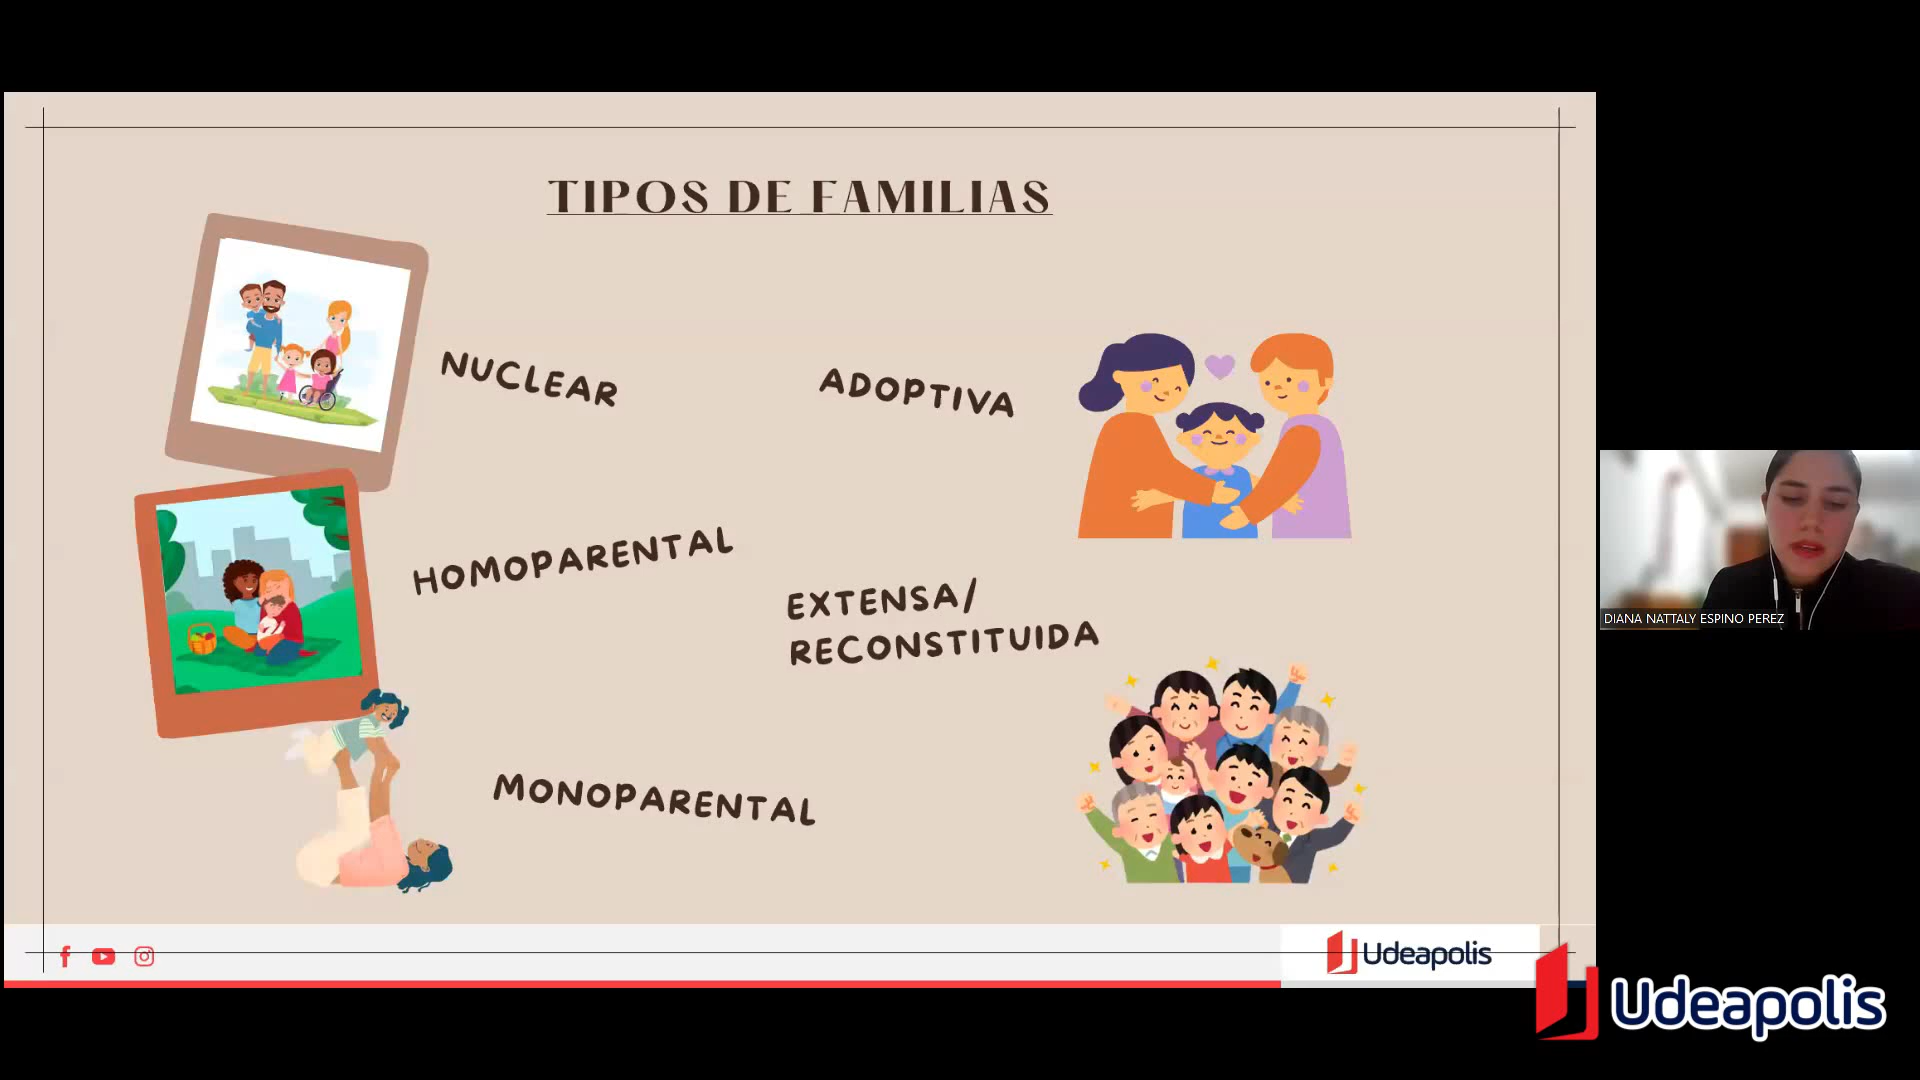 TIPOS DE FAMILIAS
NUCLEAR
ADOPTIVA
HOMOPARENTAL
EXTENSA/
RECONSTITUIDA
MONOPARENTAL
DIANA NATTALY ESPINO PEREZ
Udeapolis
Udeapolis